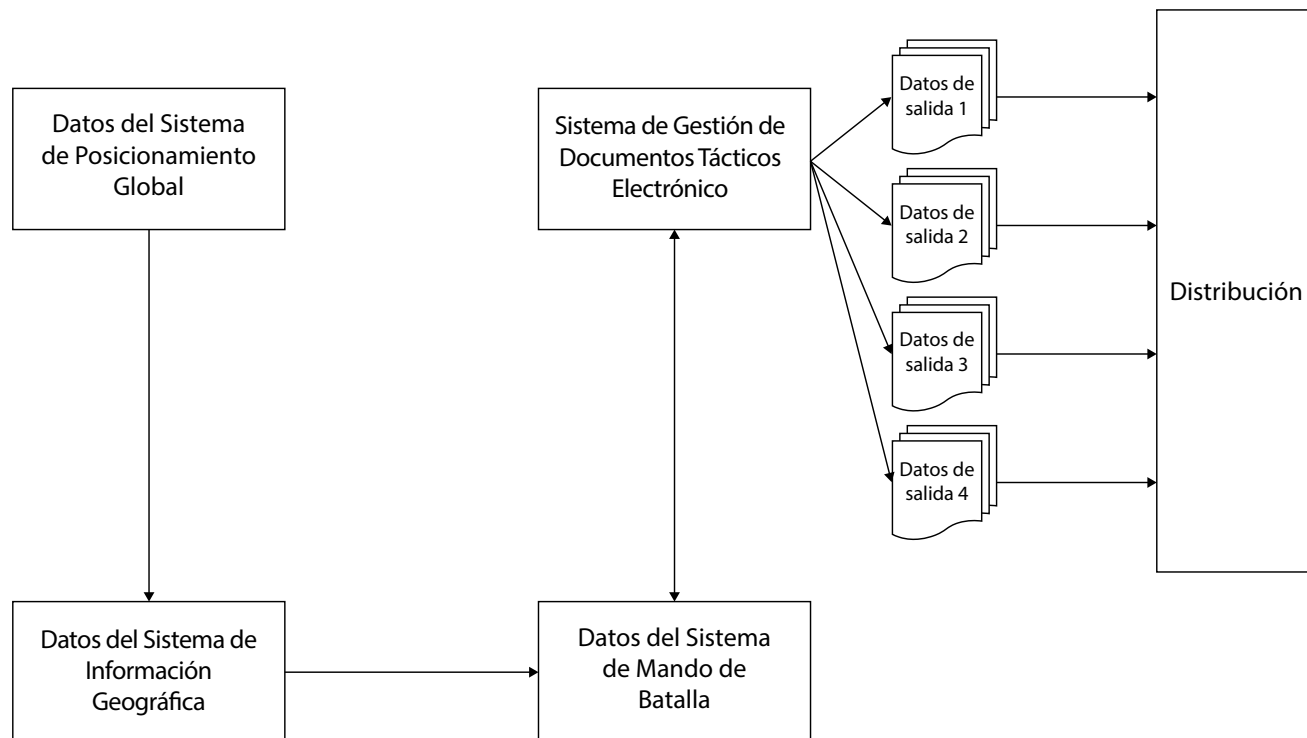 Datos del Sistema
de Posicionamiento
Global
Sistema de Gestión de
Documentos Tácticos
Electrónico
Datos de
salida 1
Datos de
salida 2
Datos de
salida 3
Datos de
salida 4
Distribución
Datos del Sistema de
Información
Geográfica
Datos del Sistema
de Mando de
Batalla